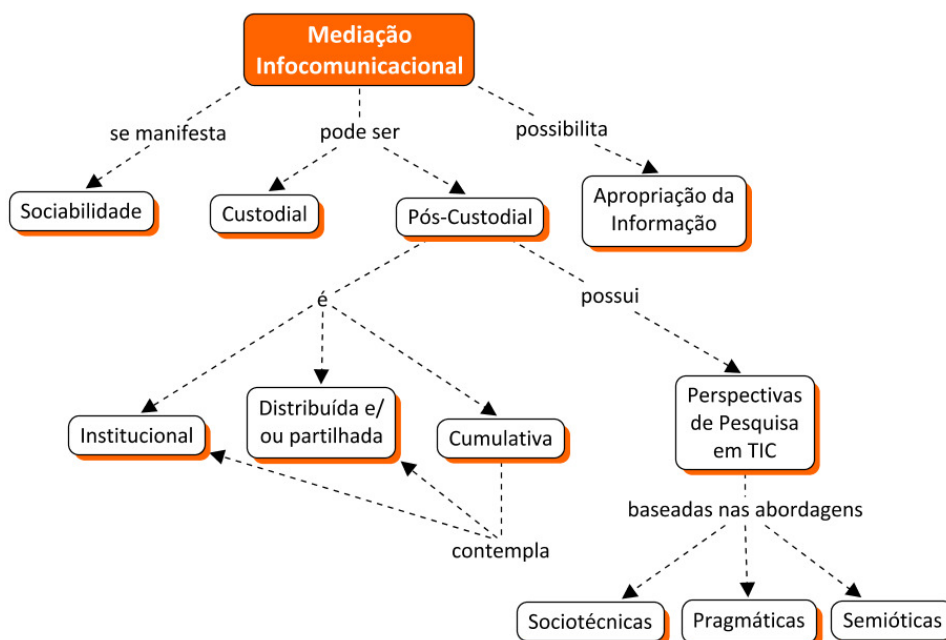 Mediação
Infocomunicacional
se manifesta
pode ser
possibilita
Sociabilidade
Custodial
Pós-Custodial
Apropriação da
Informação
é
possui
Institucional
Distribuída e/
ou partilhada
Cumulativa
Perspectivas
de Pesquisa
em TIC
contempla
baseadas nas abordagens
Sociotécnicas
Pragmáticas
Semióticas